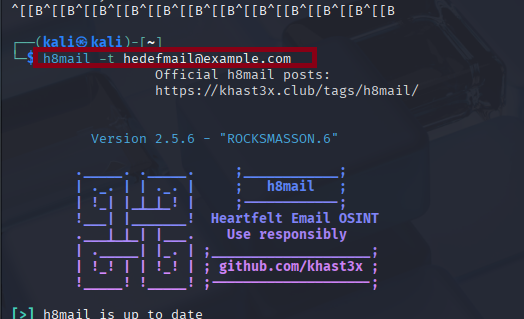 ^[[B^[[B^[[B^[[B^[[B^[[B^[[B^[[B^[[B^[[B^[[B^[[B^[[B
┌──(kali㉿kali)-[~]
└─$ h8mail -t hedefmail@example.com
Official h8mail posts:
https://khast3x.club/tags/h8mail/
Version 2.5.6 - "ROCKSMASSON.6"
h8mail
Heartfelt Email OSINT
Use responsibly
github.com/khast3x
[>] h8mail is up to date